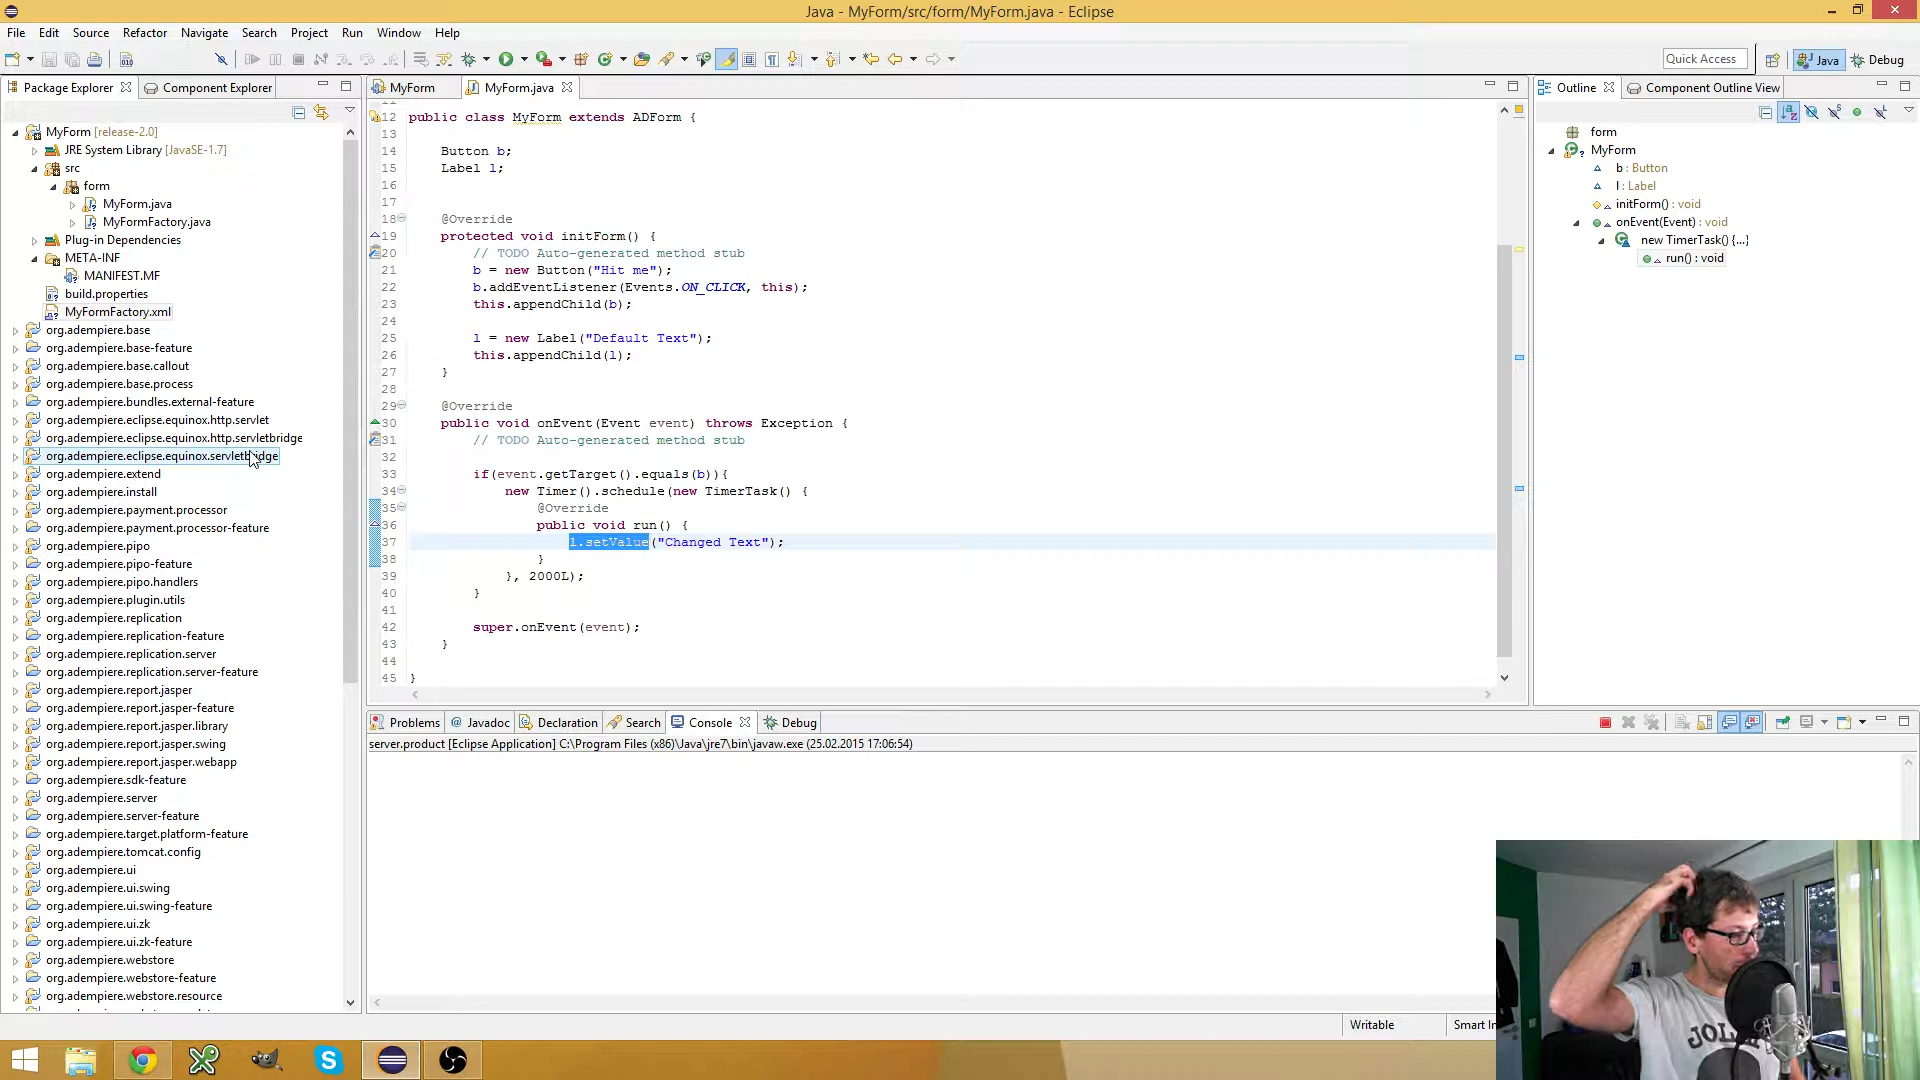 Java - MyForm/src/form/MyForm.java - Eclipse
File Edit Source Refactor Navigate Search Project Run Window Help
Quick Access Java Debug
Package Explorer Component Explorer
MyForm [release-2.0]
JRE System Library [JavaSE-1.7]
src
form
MyForm.java
MyFormFactory.java
Plug-in Dependencies
META-INF
MANIFEST.MF
build.properties
MyFormFactory.xml
org.adempiere.base
org.adempiere.base-feature
org.adempiere.base.callout
org.adempiere.base.process
org.adempiere.bundles.external-feature
org.adempiere.eclipse.equinox.http.servlet
org.adempiere.eclipse.equinox.http.servletbridge
org.adempiere.eclipse.equinox.servletbridge
org.adempiere.extend
org.adempiere.install
org.adempiere.payment.processor
org.adempiere.payment.processor-feature
org.adempiere.pipo
org.adempiere.pipo-feature
org.adempiere.pipo.handlers
org.adempiere.plugin.utils
org.adempiere.replication
org.adempiere.replication-feature
org.adempiere.replication.server
org.adempiere.replication.server-feature
org.adempiere.report.jasper
org.adempiere.report.jasper-feature
org.adempiere.report.jasper.library
org.adempiere.report.jasper.swing
org.adempiere.report.jasper.webapp
org.adempiere.sdk-feature
org.adempiere.server
org.adempiere.server-feature
org.adempiere.target.platform-feature
org.adempiere.tomcat.config
org.adempiere.ui
org.adempiere.ui.swing
org.adempiere.ui.swing-feature
org.adempiere.ui.zk
org.adempiere.ui.zk-feature
org.adempiere.webstore
org.adempiere.webstore-feature
org.adempiere.webstore.resource
MyForm MyForm.java
12 public class MyForm extends ADForm {
13
14 Button b;
15 Label l;
16
17
18 @Override
19 protected void initForm() {
20 // TODO Auto-generated method stub
21 b = new Button("Hit me");
22 b.addEventListener(Events.ON_CLICK, this);
23 this.appendChild(b);
24
25 l = new Label("Default Text");
26 this.appendChild(l);
27 }
28
29 @Override
30 public void onEvent(Event event) throws Exception {
31 // TODO Auto-generated method stub
32
33 if(event.getTarget().equals(b)){
34 new Timer().schedule(new TimerTask() {
35 @Override
36 public void run() {
37 l.setValue("Changed Text");
38 }
39 }, 2000L);
40 }
41
42 super.onEvent(event);
43 }
44
45 }
Outline Component Outline View
form
MyForm
b : Button
l : Label
initForm() : void
onEvent(Event) : void
new TimerTask() {...}
run() : void
Problems Javadoc Declaration Search Console Debug
server.product [Eclipse Application] C:\Program Files (x86)\Java\jre7\bin\javaw.exe (25.02.2015 17:06:54)
Writable Smart In